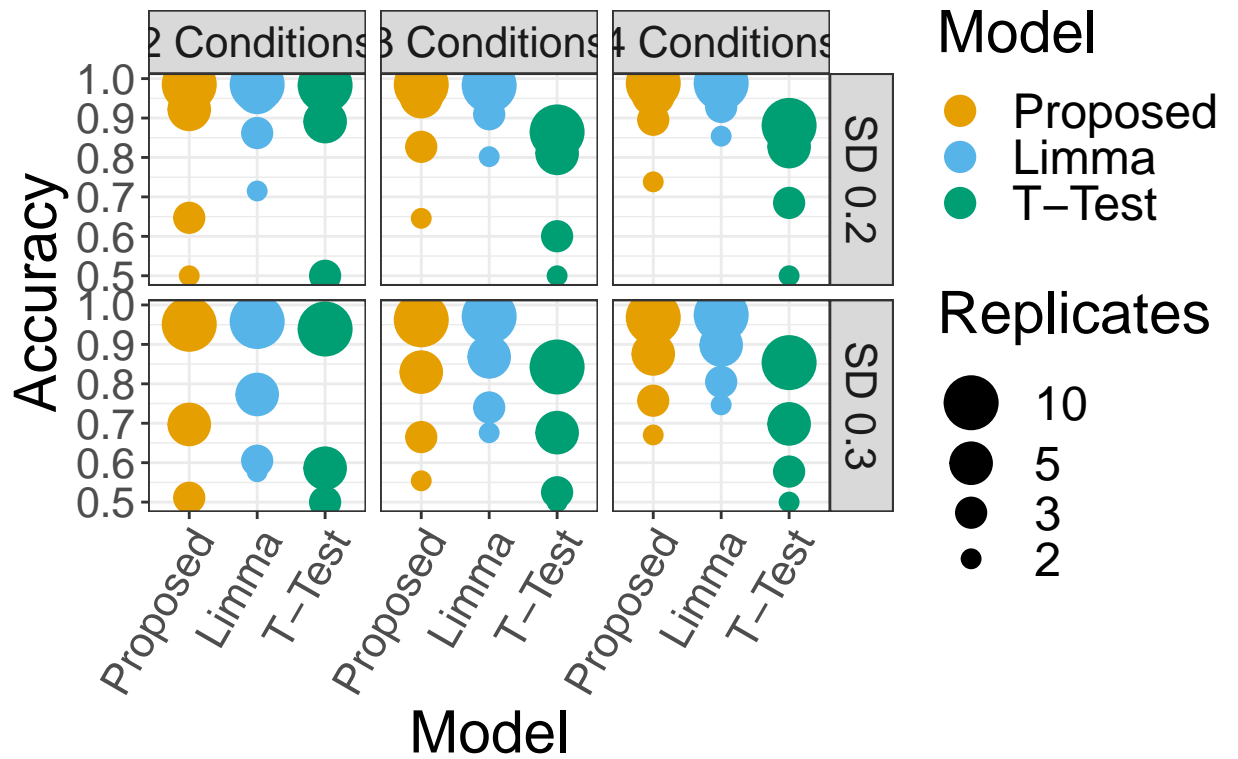 2 Conditions
3 Conditions
4 Conditions
Accuracy
1.0
0.9
0.8
0.7
0.6
0.5
SD 0.2
1.0
0.9
0.8
0.7
0.6
0.5
SD 0.3
Proposed
Limma
T−Test
Proposed
Limma
T−Test
Proposed
Limma
T−Test
Model
Model
Proposed
Limma
T−Test
Replicates
10
5
3
2